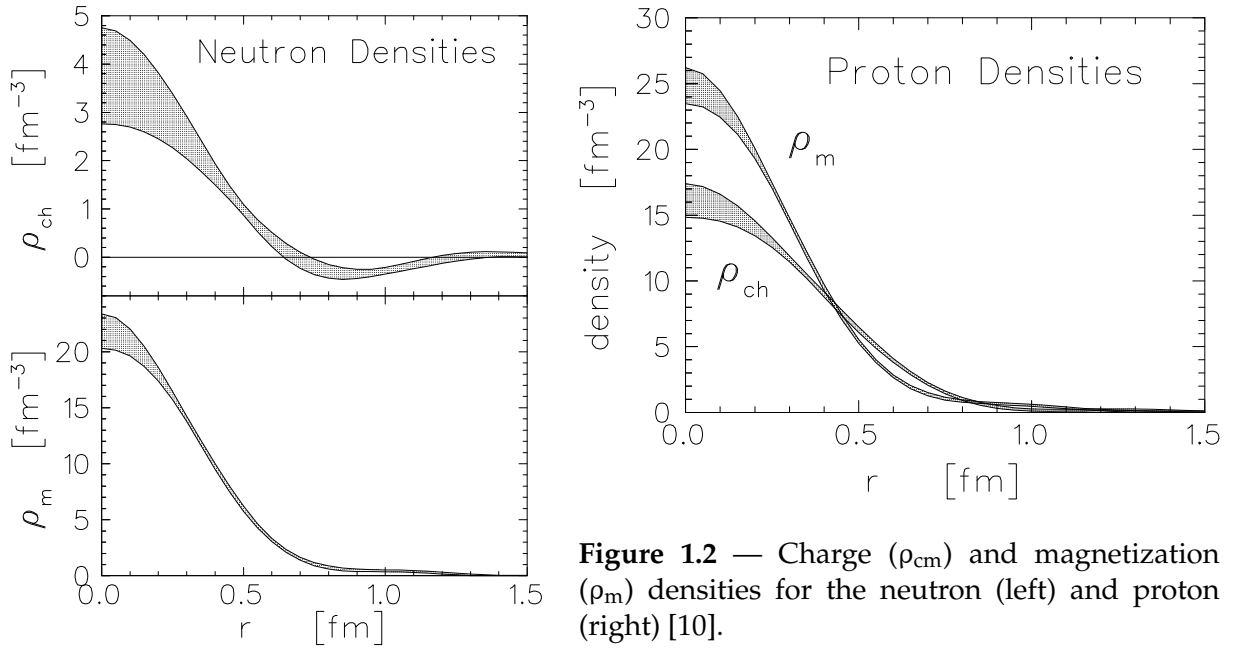 Neutron Densities
ρch [fm−3]
5
4
3
2
1
0
ρm [fm−3]
20
15
10
5
0
0.0 0.5 1.0 1.5
r [fm]
Proton Densities
density [fm−3]
30
25
20
15
10
5
0
ρm
ρch
0.0 0.5 1.0 1.5
r [fm]
Figure 1.2 — Charge (ρcm) and magnetization
(ρm) densities for the neutron (left) and proton
(right) [10].